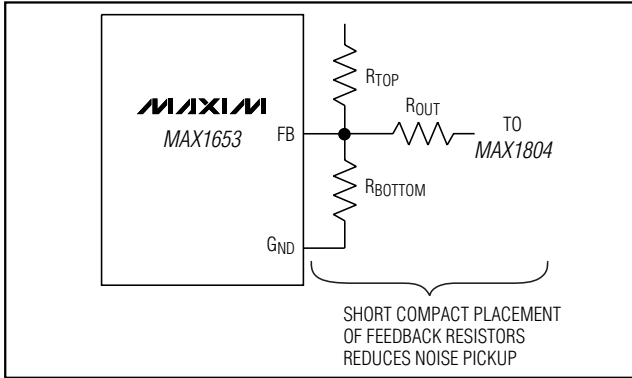 RTOP
MAXIM
MAX1653
FB
ROUT
TO
MAX1804
RBOTTOM
GND
SHORT COMPACT PLACEMENT
OF FEEDBACK RESISTORS
REDUCES NOISE PICKUP